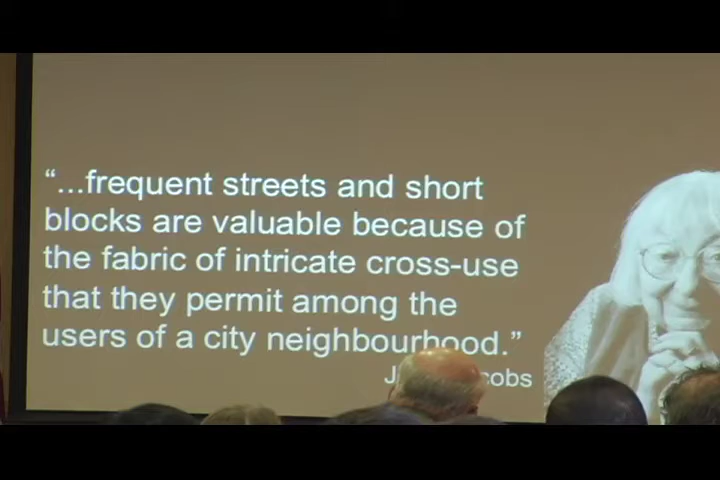 “...frequent streets and short
blocks are valuable because of
the fabric of intricate cross-use
that they permit among the
users of a city neighbourhood.”